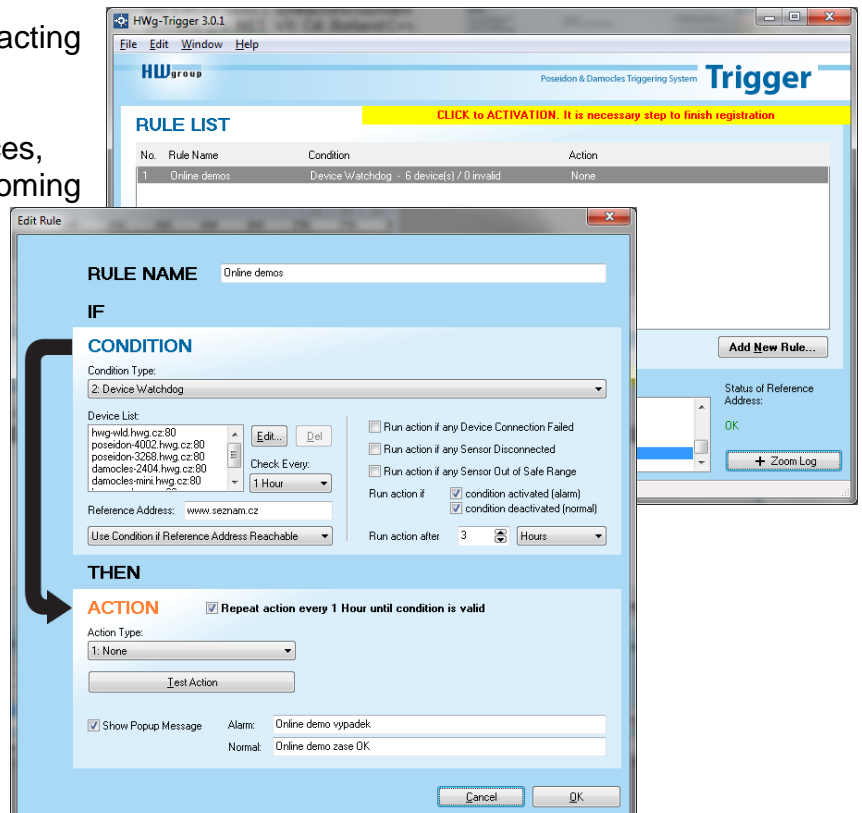 acting
ces,
oming
HWg-Trigger 3.0.1
File Edit Window Help
HWgroup
Poseidon & Damocles Triggering System Trigger
CLICK to ACTIVATION. It is necessary step to finish registration
RULE LIST
No. Rule Name Condition Action
1 Online demos Device Watchdog - 6 device(s) / 0 invalid None
Add New Rule...
Status of Reference
Address:
OK
+ Zoom Log
Edit Rule
RULE NAME Online demos
IF
CONDITION
Condition Type:
2: Device Watchdog
Device List:
hwg-wld.hwg.cz:80
poseidon-4002.hwg.cz:80
poseidon-3268.hwg.cz:80
damocles-2404.hwg.cz:80
damocles-mini.hwg.cz:80
Edit... Del
Check Every:
1 Hour
Reference Address: www.seznam.cz
Use Condition if Reference Address Reachable
Run action if any Device Connection Failed
Run action if any Sensor Disconnected
Run action if any Sensor Out of Safe Range
Run action if condition activated (alarm)
condition deactivated (normal)
Run action after 3 Hours
THEN
ACTION Repeat action every 1 Hour until condition is valid
Action Type:
1: None
Test Action
Show Popup Message Alarm: Online demo vypadek
Normal: Online demo zase OK
Cancel OK